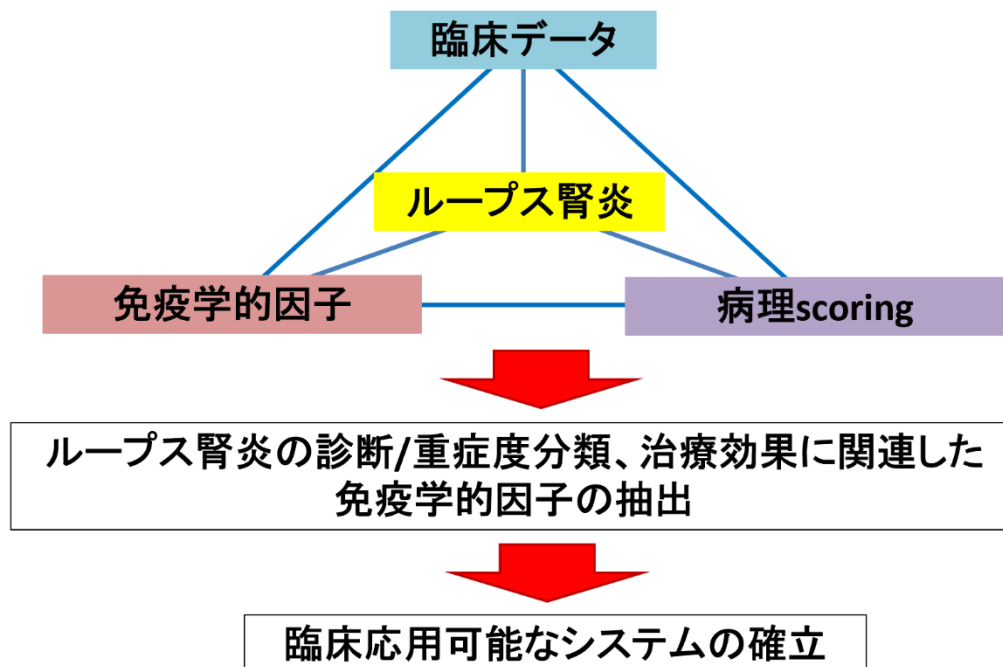 臨床データ
ループス腎炎
免疫学的因子
病理scoring
ループス腎炎の診断/重症度分類、治療効果に関連した
免疫学的因子の抽出
臨床応用可能なシステムの確立